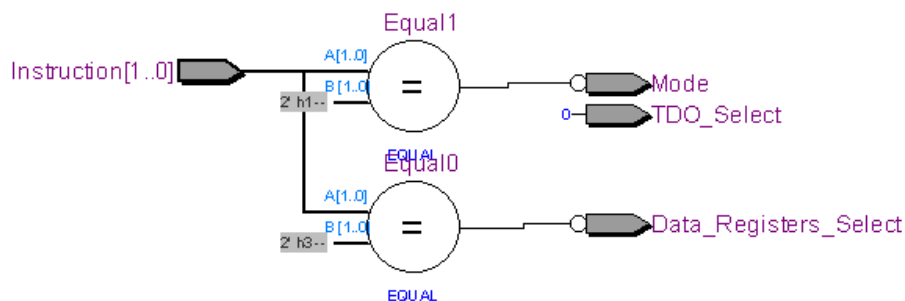 Equal1
A[1..0]
Instruction[1..0]
B[1..0]
=
2' h1--
Mode
0
TDO_Select
EQUAL
Equal0
A[1..0]
B[1..0]
=
Data_Registers_Select
2' h3--
EQUAL